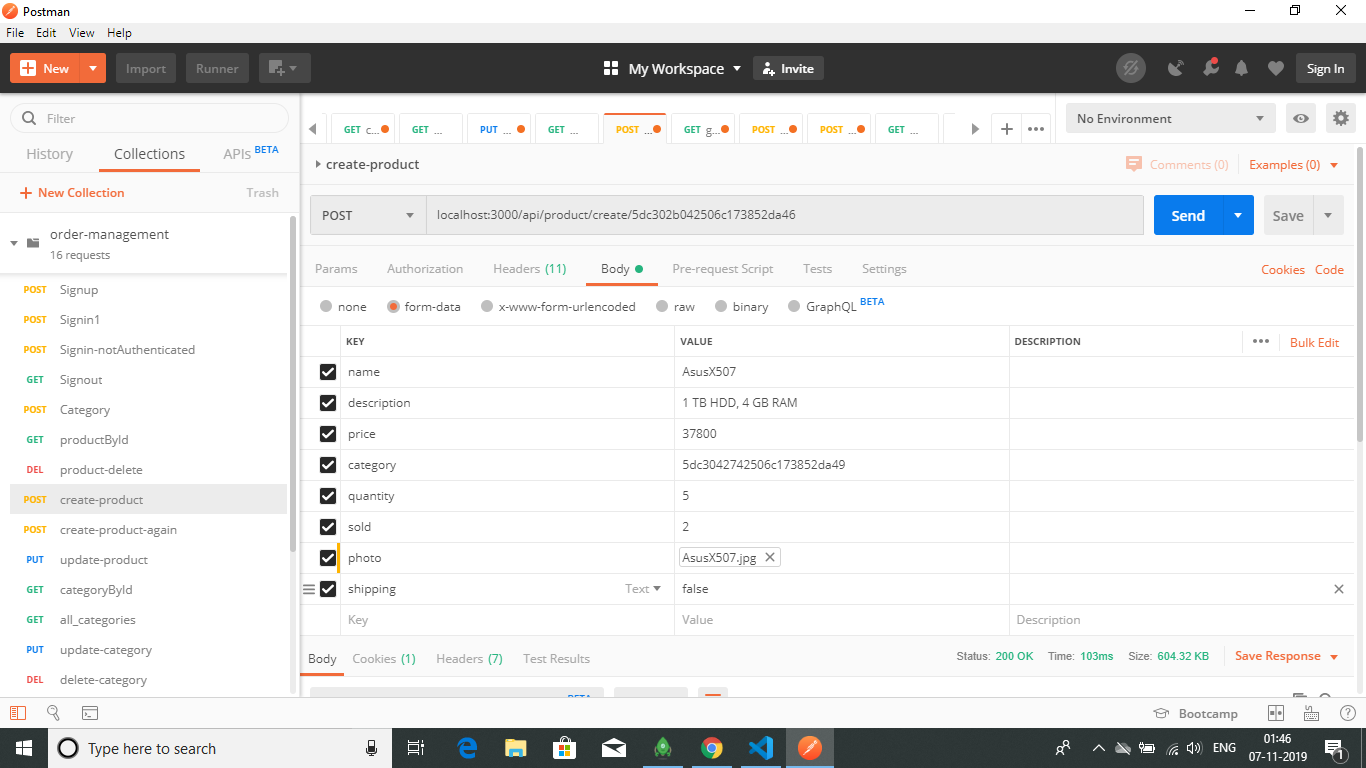 Postman
File Edit View Help
New Import Runner My Workspace Invite Sign In
Filter
History Collections APIs BETA
New Collection Trash
order-management
16 requests
POST Signup
POST Signin1
POST Signin-notAuthenticated
GET Signout
POST Category
GET productById
DEL product-delete
POST create-product
POST create-product-again
PUT update-product
GET categoryById
GET all_categories
PUT update-category
DEL delete-category
GET c... GET ... PUT ... GET ... POST ... GET g... POST ... POST ... GET ...
No Environment
create-product Comments (0) Examples (0)
POST localhost:3000/api/product/create/5dc302b042506c173852da46 Send Save
Params Authorization Headers (11) Body Pre-request Script Tests Settings Cookies Code
none form-data x-www-form-urlencoded raw binary GraphQL BETA
KEY VALUE DESCRIPTION ••• Bulk Edit
name AsusX507
description 1 TB HDD, 4 GB RAM
price 37800
category 5dc3042742506c173852da49
quantity 5
sold 2
photo AsusX507.jpg
shipping Text false
Key Value Description
Body Cookies (1) Headers (7) Test Results Status: 200 OK Time: 103ms Size: 604.32 KB Save Response
BETA
Bootcamp
Type here to search
ENG
01:46
07-11-2019
1